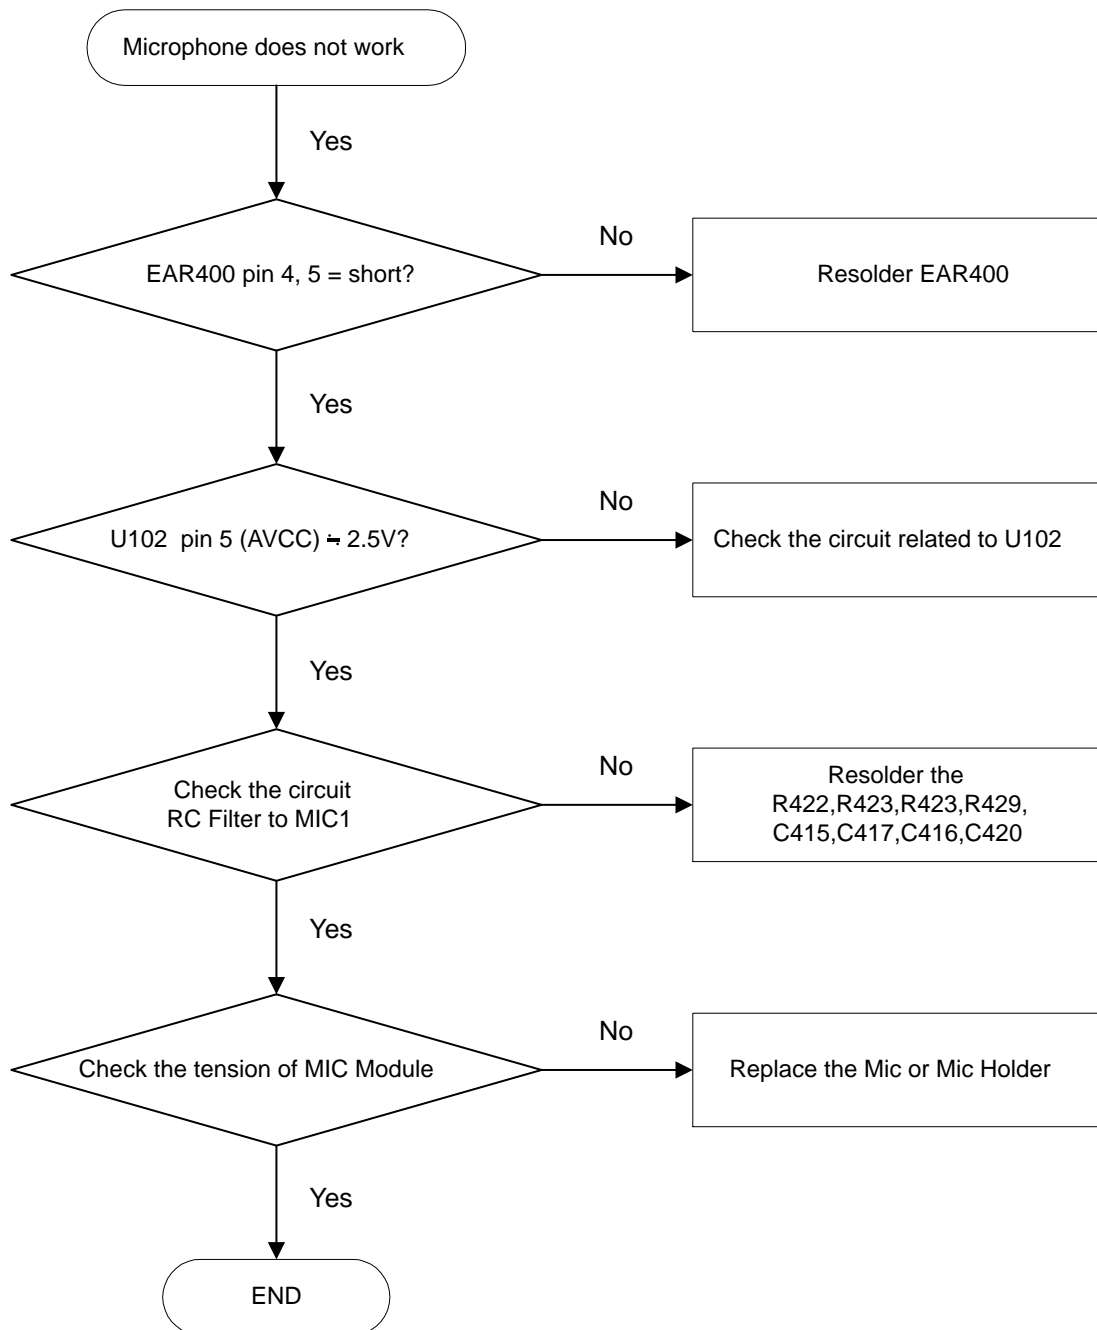 Microphone does not work
Yes
EAR400 pin 4, 5 = short?
No
Resolder EAR400
Yes
U102  pin 5 (AVCC) ≒ 2.5V?
No
Check the circuit related to U102
Yes
Check the circuit
RC Filter to MIC1
No
Resolder the
R422,R423,R423,R429,
C415,C417,C416,C420
Yes
Check the tension of MIC Module
No
Replace the Mic or Mic Holder
Yes
END